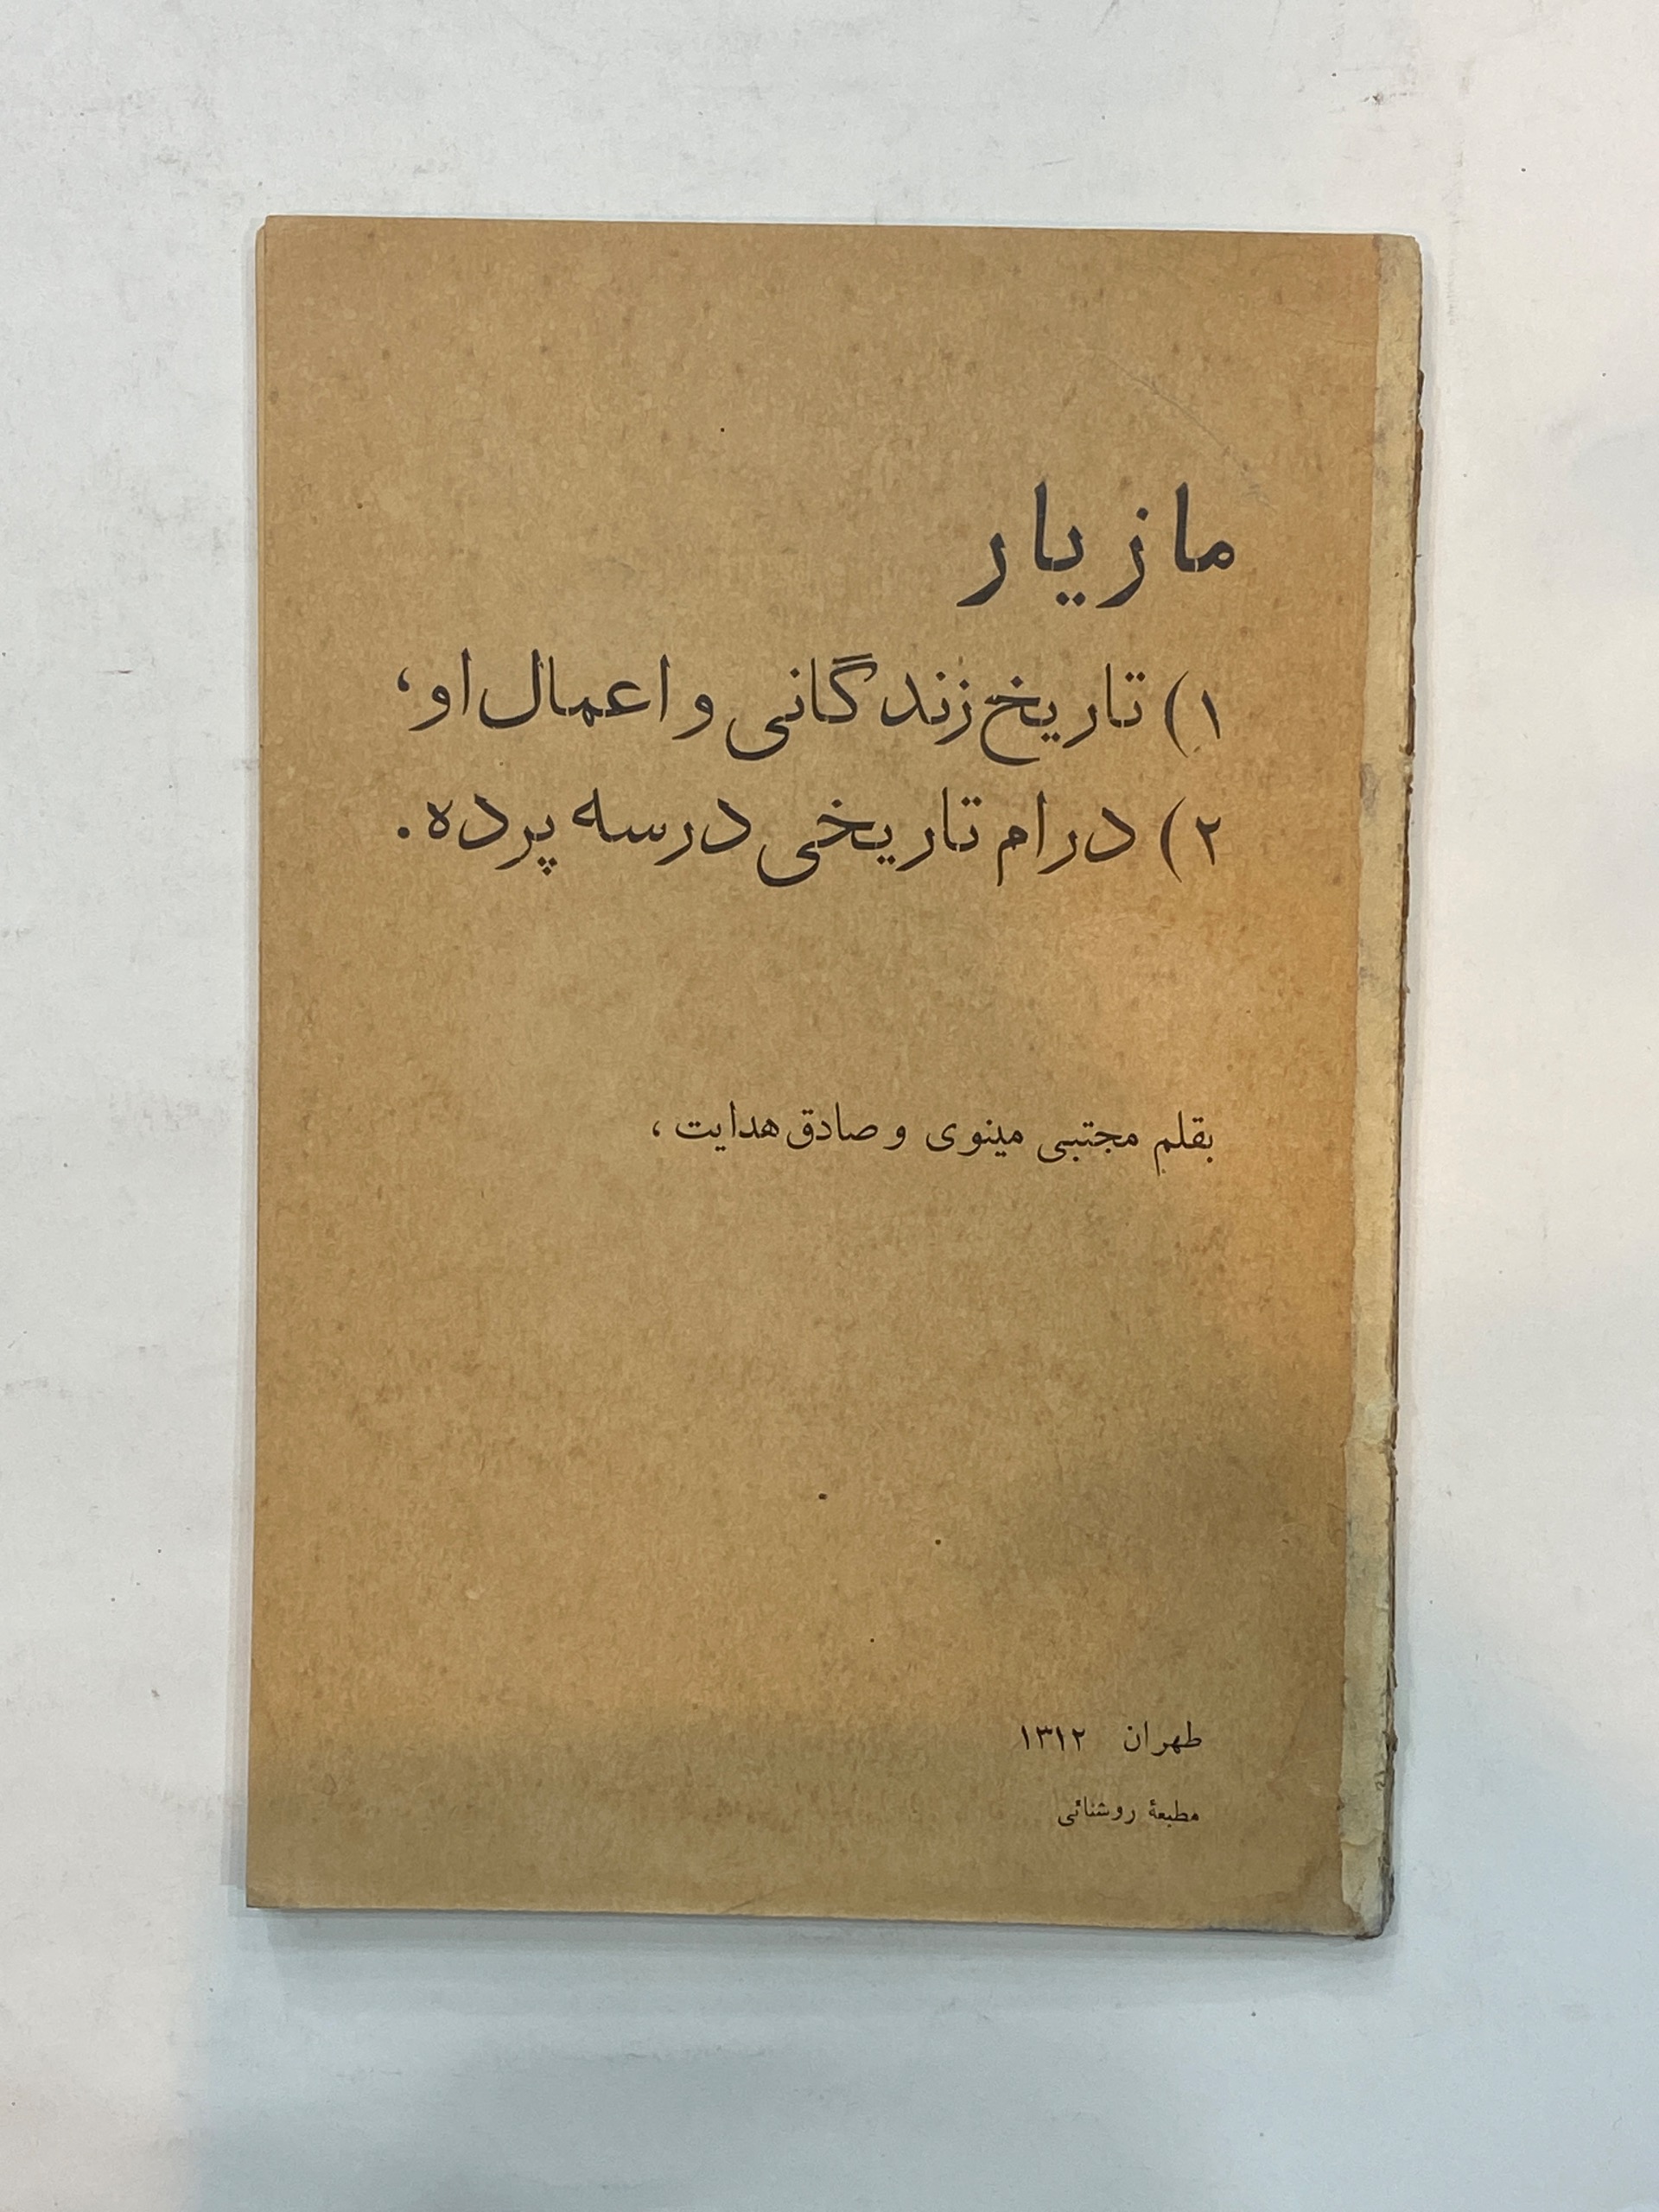 مازیار
۱) تاریخ زندگانی و اعمال او،
۲) درام تاریخی در سه پرده.
بقلم مجتبی مینوی و صادق هدایت،
طهران ۱۳۱۲
مطبعهٔ روشنائی